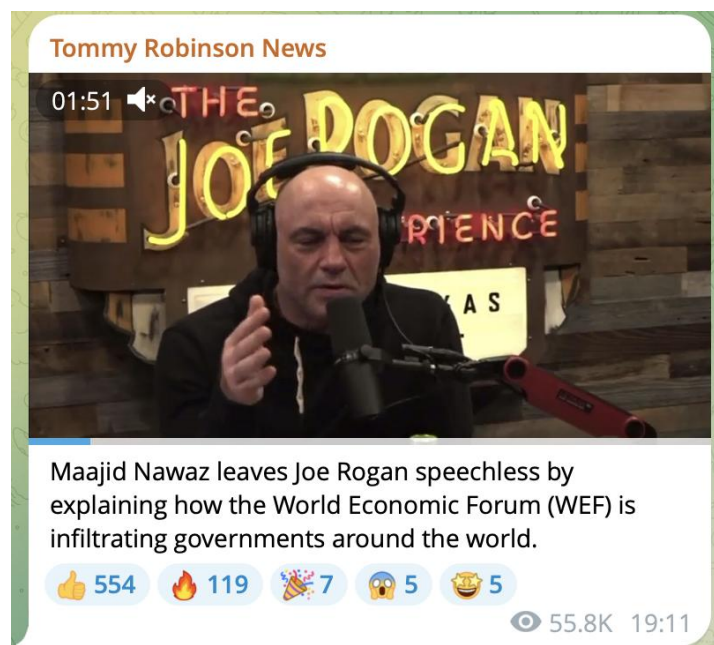 Tommy Robinson News
01:51
THE
JOE ROGAN
RIENCE
AS
Maajid Nawaz leaves Joe Rogan speechless by
explaining how the World Economic Forum (WEF) is
infiltrating governments around the world.
554 119 7 5 5
55.8K 19:11